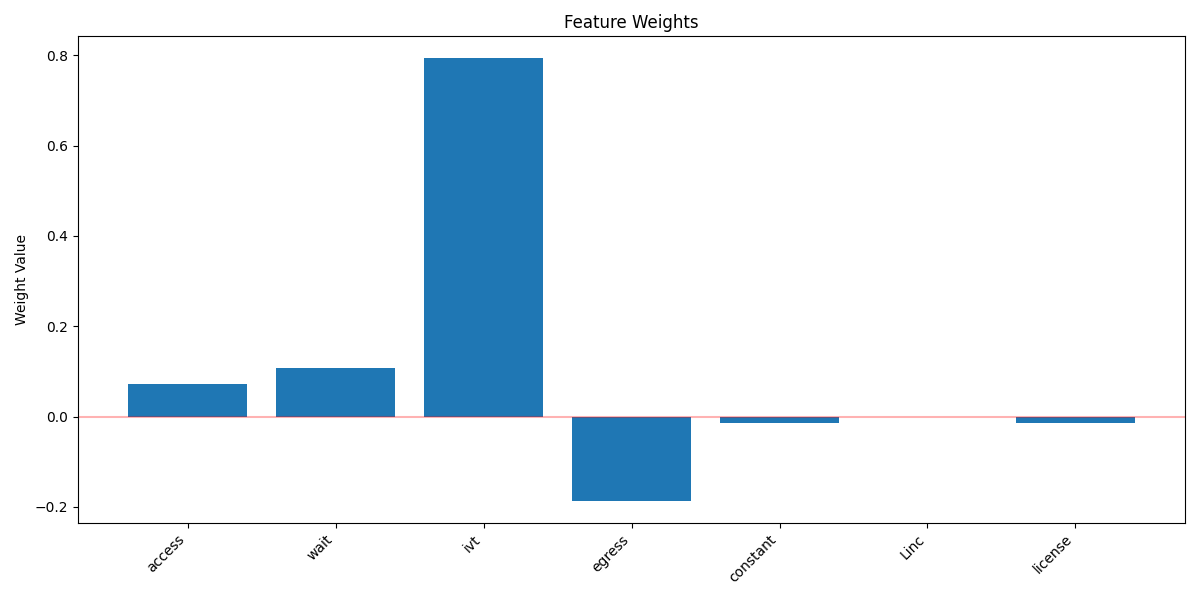 Feature Weights
Weight Value
0.8
0.6
0.4
0.2
0.0
−0.2
access
wait
ivt
egress
constant
Linc
license